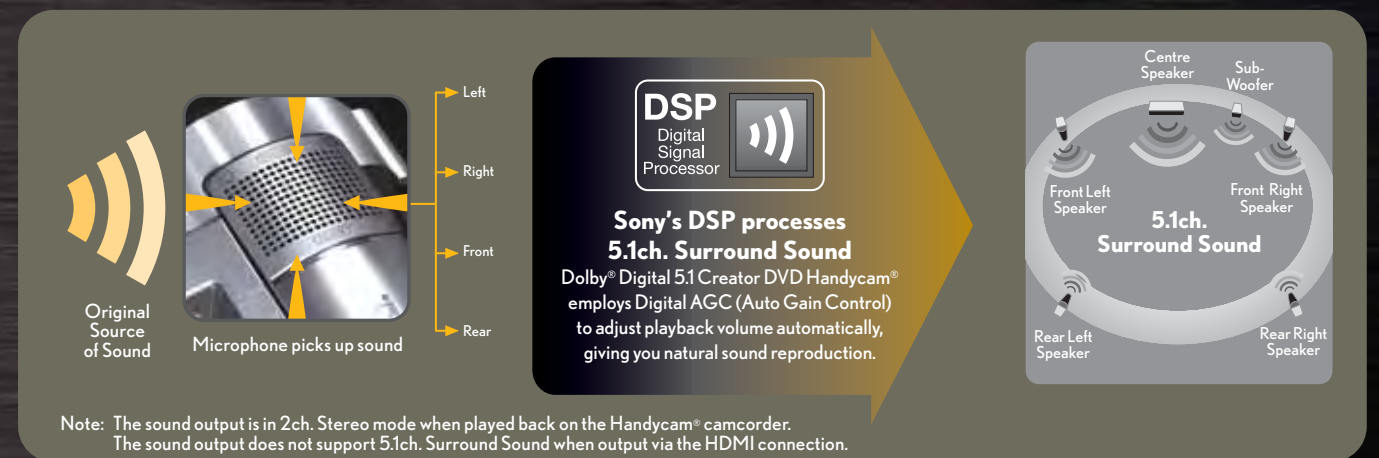 Original
Source
of Sound
Microphone picks up sound
Left
Right
Front
Rear
DSP
Digital
Signal
Processor
Sony's DSP processes
5.1ch. Surround Sound
Dolby® Digital 5.1 Creator DVD Handycam®
employs Digital AGC (Auto Gain Control)
to adjust playback volume automatically,
giving you natural sound reproduction.
Centre
Speaker
Sub-
Woofer
Front Left
Speaker
Front Right
Speaker
5.1ch.
Surround Sound
Rear Left
Speaker
Rear Right
Speaker
Note: The sound output is in 2ch. Stereo mode when played back on the Handycam® camcorder.
The sound output does not support 5.1ch. Surround Sound when output via the HDMI connection.